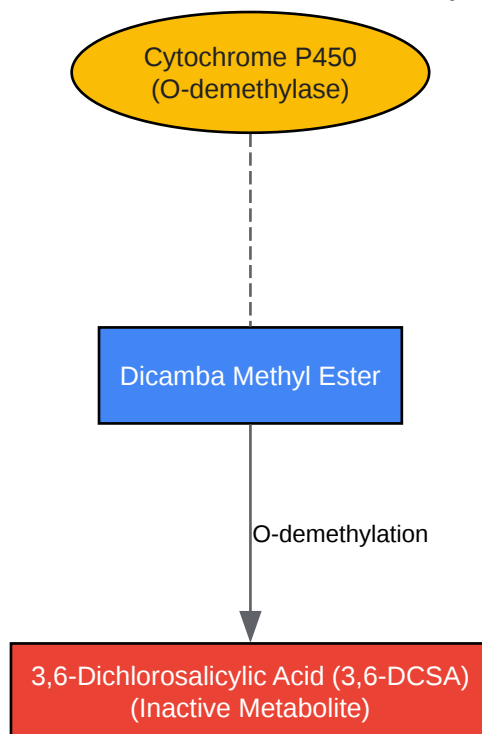 Cytochrome P450
(O-demethylase)
Dicamba Methyl Ester
O-demethylation
3,6-Dichlorosalicylic Acid (3,6-DCSA)
(Inactive Metabolite)